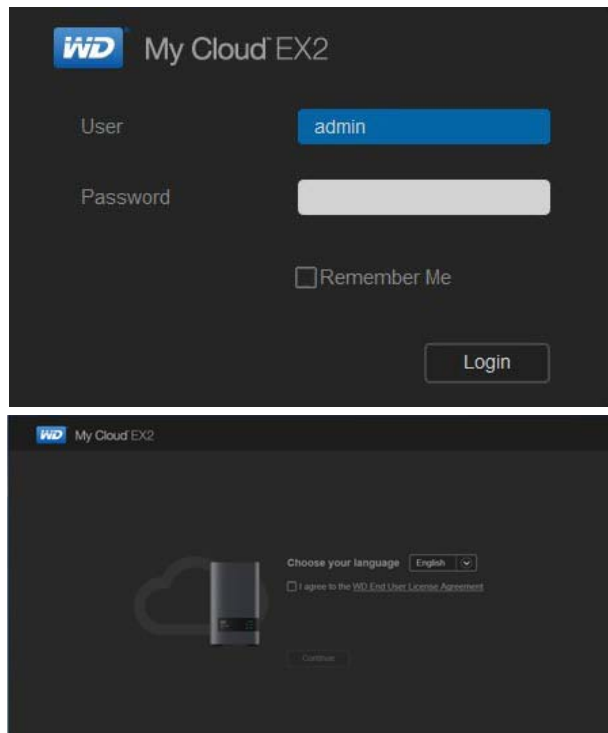 WD My Cloud EX2
User admin
Password
Remember Me
Login
WD My Cloud EX2
Choose your language English
I agree to the WD End User License Agreement
Continue